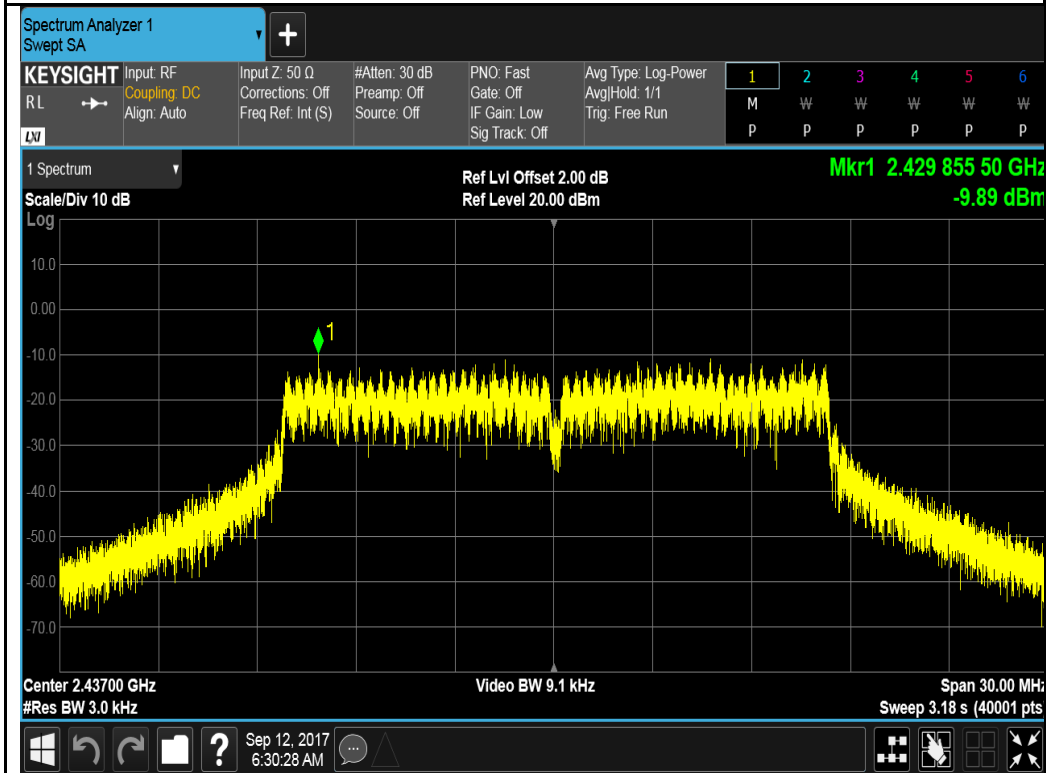 Spectrum Analyzer 1
Swept SA
+
KEYSIGHT
RL
LXI
Input: RF
Coupling: DC
Align: Auto
Input Z: 50 Ω
Corrections: Off
Freq Ref: Int (S)
#Atten: 30 dB
Preamp: Off
Source: Off
PNO: Fast
Gate: Off
IF Gain: Low
Sig Track: Off
Avg Type: Log-Power
Avg|Hold: 1/1
Trig: Free Run
1 2 3 4 5 6
M W W W W W
P P P P P P
1 Spectrum
Scale/Div 10 dB
Log
Ref Lvl Offset 2.00 dB
Ref Level 20.00 dBm
Mkr1 2.429 855 50 GHz
-9.89 dBm
10.0
0.00
1
-10.0
-20.0
-30.0
-40.0
-50.0
-60.0
-70.0
Center 2.43700 GHz
#Res BW 3.0 kHz
Video BW 9.1 kHz
Span 30.00 MHz
Sweep 3.18 s (40001 pts
?
Sep 12, 2017
6:30:28 AM